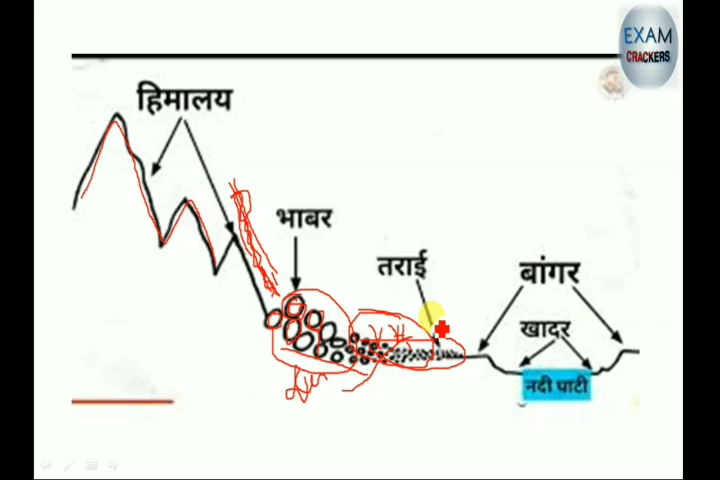 EXAM
CRACKERS
हिमालय
भाबर
तराई
बांगर
खादर
नदी घाटी